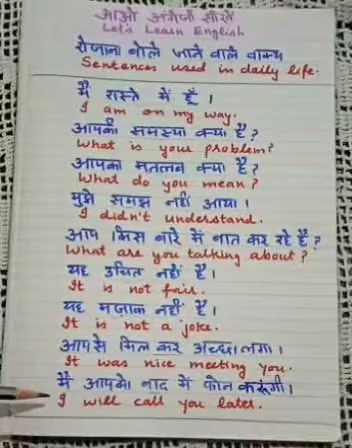 आओ अंग्रेजी सीखें
Let's Learn English
रोजाना बोले जाने वाले वाक्य
Sentences used in daily life.
मैं रास्ते में हूँ ।
I am on my way.
आपकी समस्या क्या है ?
What is your problem?
आपका मतलब क्या है ?
What do you mean?
मुझे समझ नहीं आया ।
I didn't understand.
आप किस बारे में बात कर रहे हैं ?
What are you talking about?
यह उचित नहीं है ।
It is not fair.
यह मज़ाक नहीं है ।
It is not a joke.
आपसे मिल कर अच्छा लगा ।
It was nice meeting you.
मैं आपको बाद में फोन करूंगी ।
I will call you later.